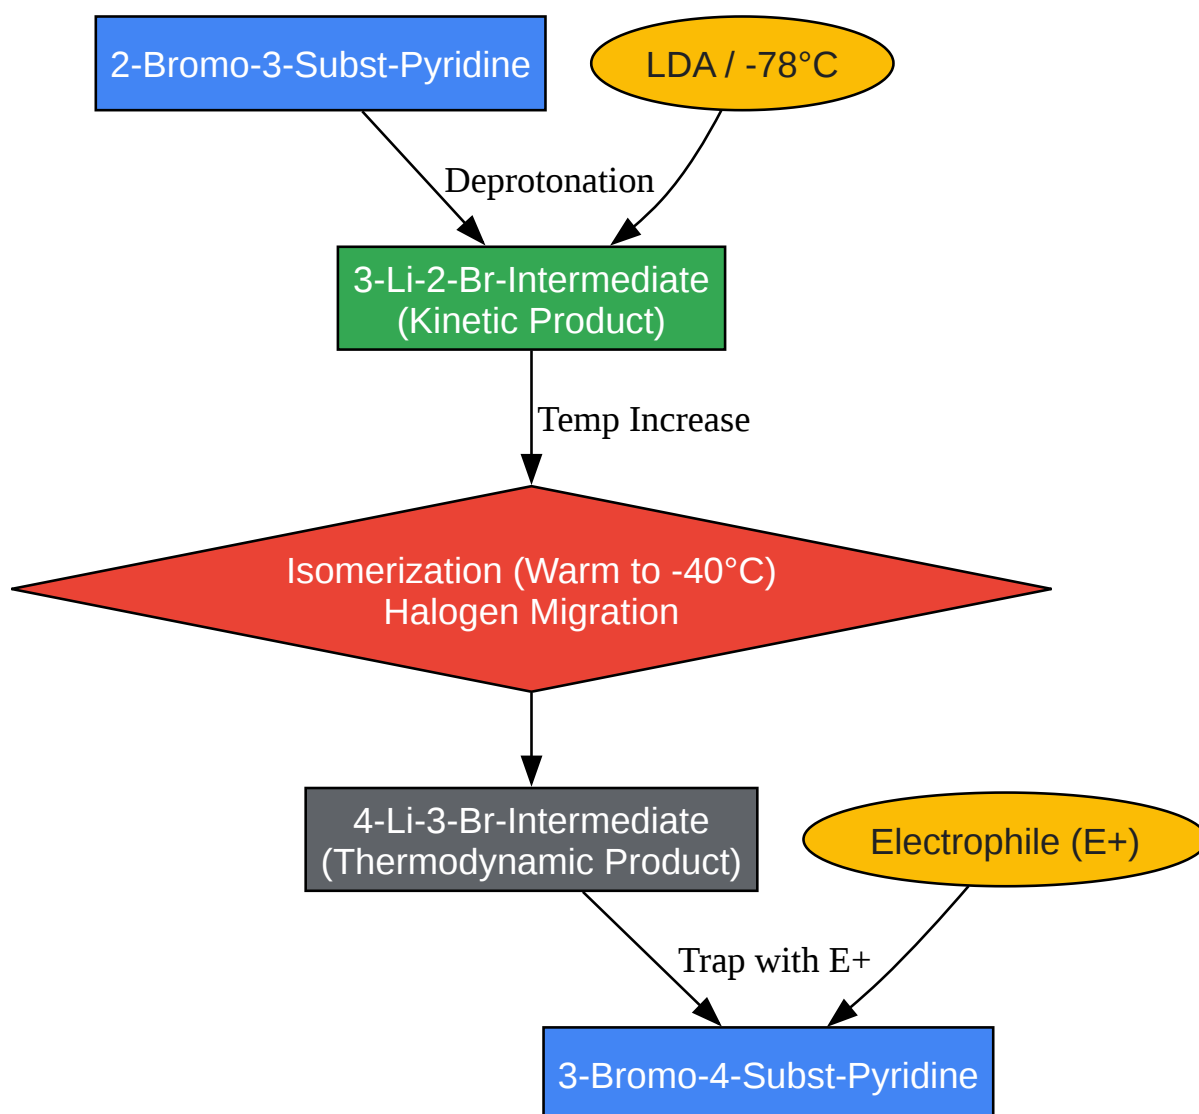 2-Bromo-3-Subst-Pyridine
LDA / -78°C
Deprotonation
3-Li-2-Br-Intermediate
(Kinetic Product)
Temp Increase
Isomerization (Warm to -40°C)
Halogen Migration
4-Li-3-Br-Intermediate
(Thermodynamic Product)
Electrophile (E+)
Trap with E+
3-Bromo-4-Subst-Pyridine